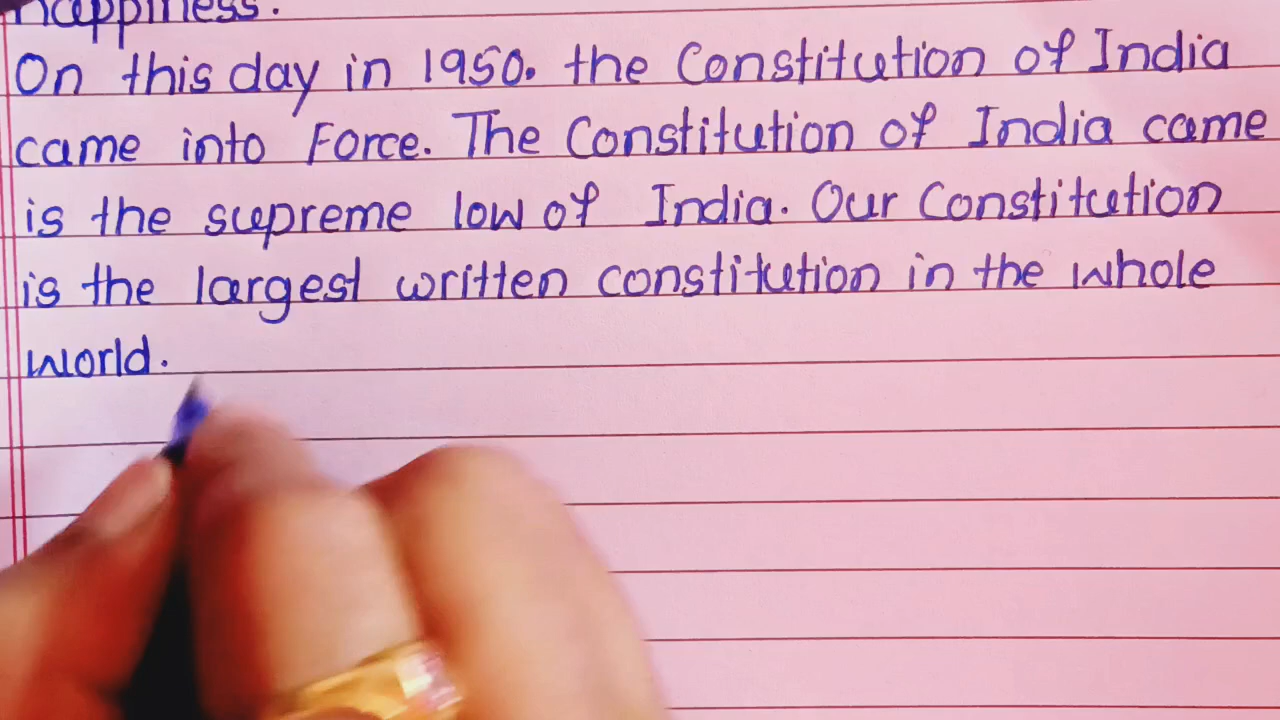 happiness.
On this day in 1950. the Constitution of India
came into Force. The Constitution of India came
is the supreme low of India. Our Constitution
is the largest written constitution in the whole
world.